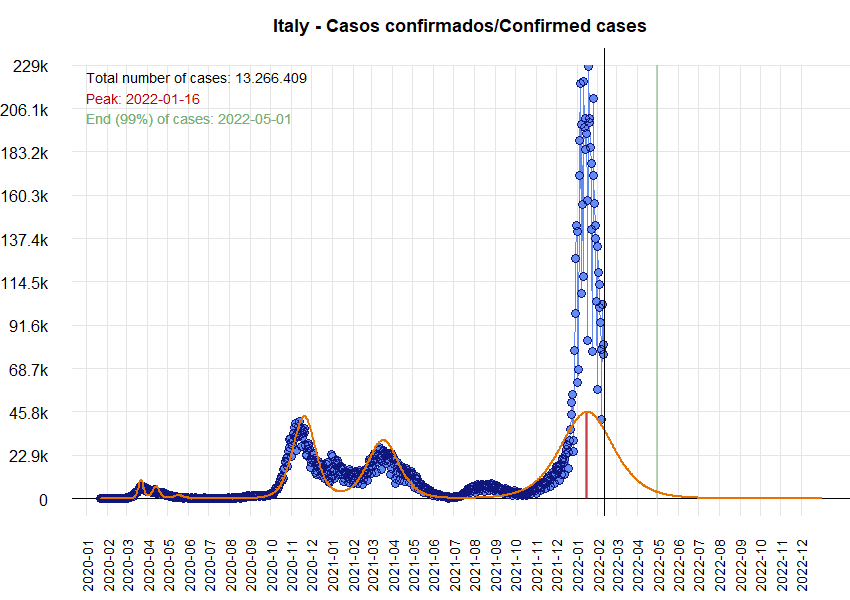 Italy - Casos confirmados/Confirmed cases
229k
Total number of cases: 13.266.409
Peak: 2022-01-16
206.1k
End (99%) of cases: 2022-05-01
183.2k
160.3k
137.4k
114.5k
91.6k
68.7k
45.8k
22.9k
0
2020-01
2020-02
2020-03
2020-04
2020-05
2020-06
2020-07
2020-08
2020-09
2020-10
2020-11
2020-12
2021-01
2021-02
2021-03
2021-04
2021-05
2021-06
2021-07
2021-08
2021-09
2021-10
2021-11
2021-12
2022-01
2022-02
2022-03
2022-04
2022-05
2022-06
2022-07
2022-08
2022-09
2022-10
2022-11
2022-12